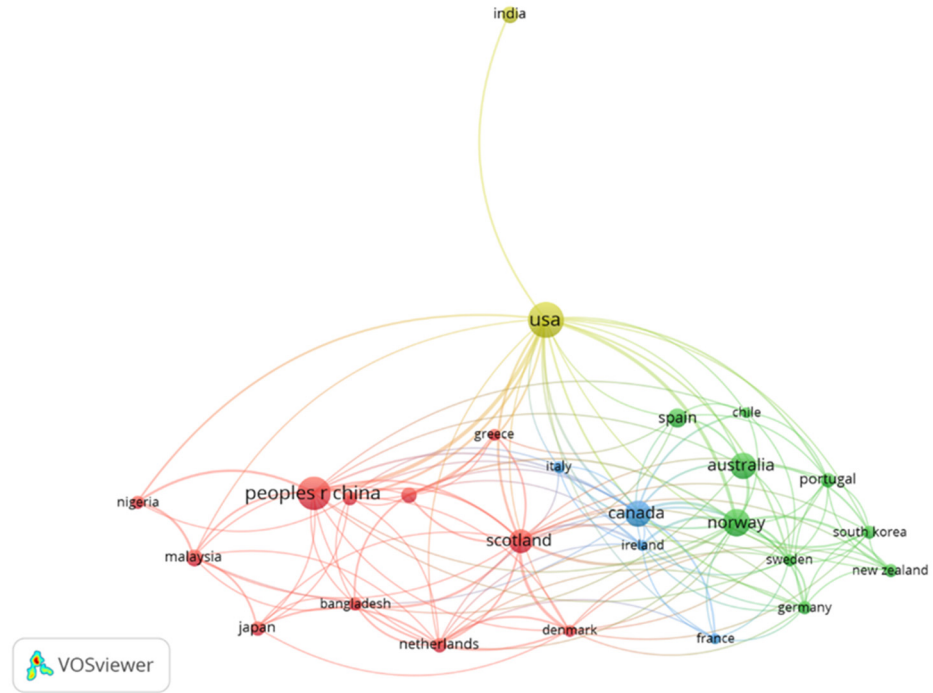 india
usa
spain
chile
greece
italy
australia
portugal
peoples r china
nigeria
canada
norway
scotland
south korea
ireland
malaysia
sweden
new zealand
bangladesh
germany
japan
denmark
netherlands
france
VOSviewer